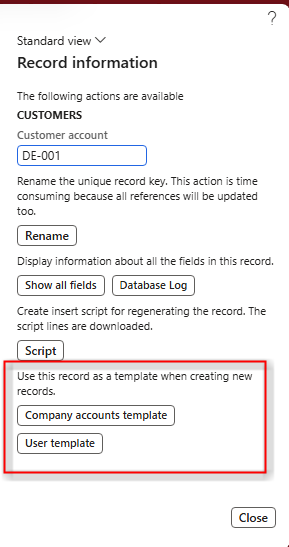 ?
Standard view
Record information
The following actions are available
CUSTOMERS
Customer account
DE-001
Rename the unique record key. This action is time
consuming because all references will be updated
too.
Rename
Display information about all the fields in this record.
Show all fields Database Log
Create insert script for regenerating the record. The
script lines are downloaded.
Script
Use this record as a template when creating new
records.
Company accounts template
User template
Close